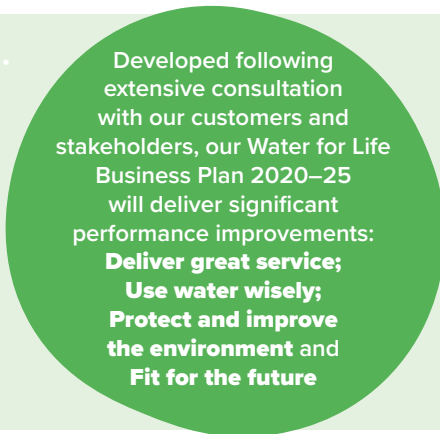 Developed following
extensive consultation
with our customers and
stakeholders, our Water for Life
Business Plan 2020–25
will deliver significant
performance improvements:
Deliver great service;
Use water wisely;
Protect and improve
the environment and
Fit for the future